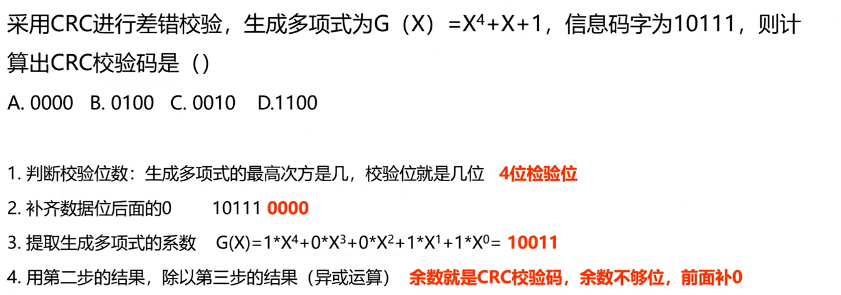 采用CRC进行差错校验，生成多项式为G（X）=X⁴+X+1，信息码字为10111，则计
算出CRC校验码是（）
A. 0000 B. 0100 C. 0010 D.1100
1. 判断校验位数：生成多项式的最高次方是几，校验位就是几位 4位检验位
2. 补齐数据位后面的0 10111 0000
3. 提取生成多项式的系数 G(X)=1*X⁴+0*X³+0*X²+1*X¹+1*X⁰= 10011
4. 用第二步的结果，除以第三步的结果（异或运算） 余数就是CRC校验码，余数不够位，前面补0